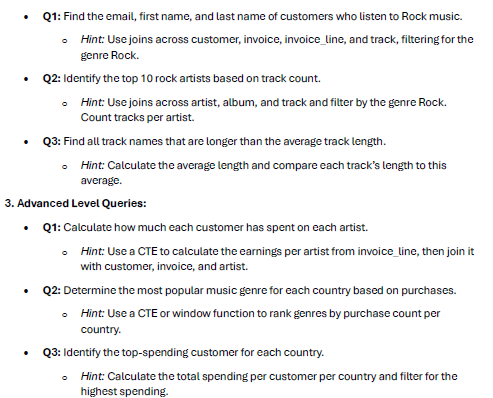 • Q1: Find the email, first name, and last name of customers who listen to Rock music.
o Hint: Use joins across customer, invoice, invoice_line, and track, filtering for the
genre Rock.
• Q2: Identify the top 10 rock artists based on track count.
o Hint: Use joins across artist, album, and track and filter by the genre Rock.
Count tracks per artist.
• Q3: Find all track names that are longer than the average track length.
o Hint: Calculate the average length and compare each track's length to this
average.
3. Advanced Level Queries:
• Q1: Calculate how much each customer has spent on each artist.
o Hint: Use a CTE to calculate the earnings per artist from invoice_line, then join it
with customer, invoice, and artist.
• Q2: Determine the most popular music genre for each country based on purchases.
o Hint: Use a CTE or window function to rank genres by purchase count per
country.
• Q3: Identify the top-spending customer for each country.
o Hint: Calculate the total spending per customer per country and filter for the
highest spending.